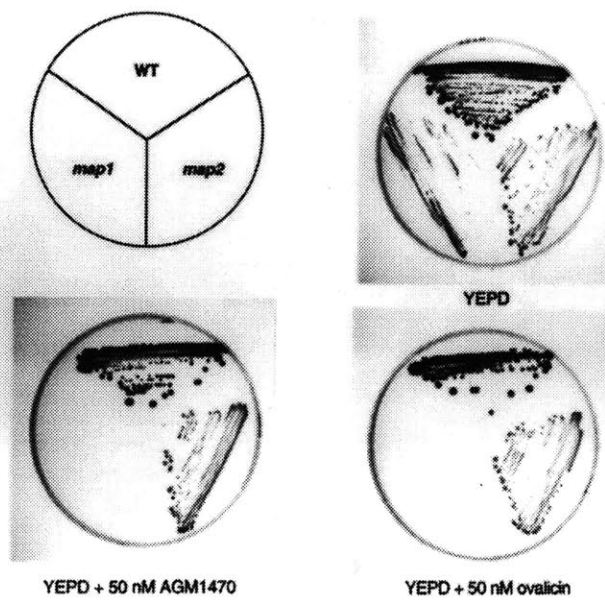 WT
map1
map2
YEPD
YEPD + 50 nM AGM1470
YEPD + 50 nM ovalicin